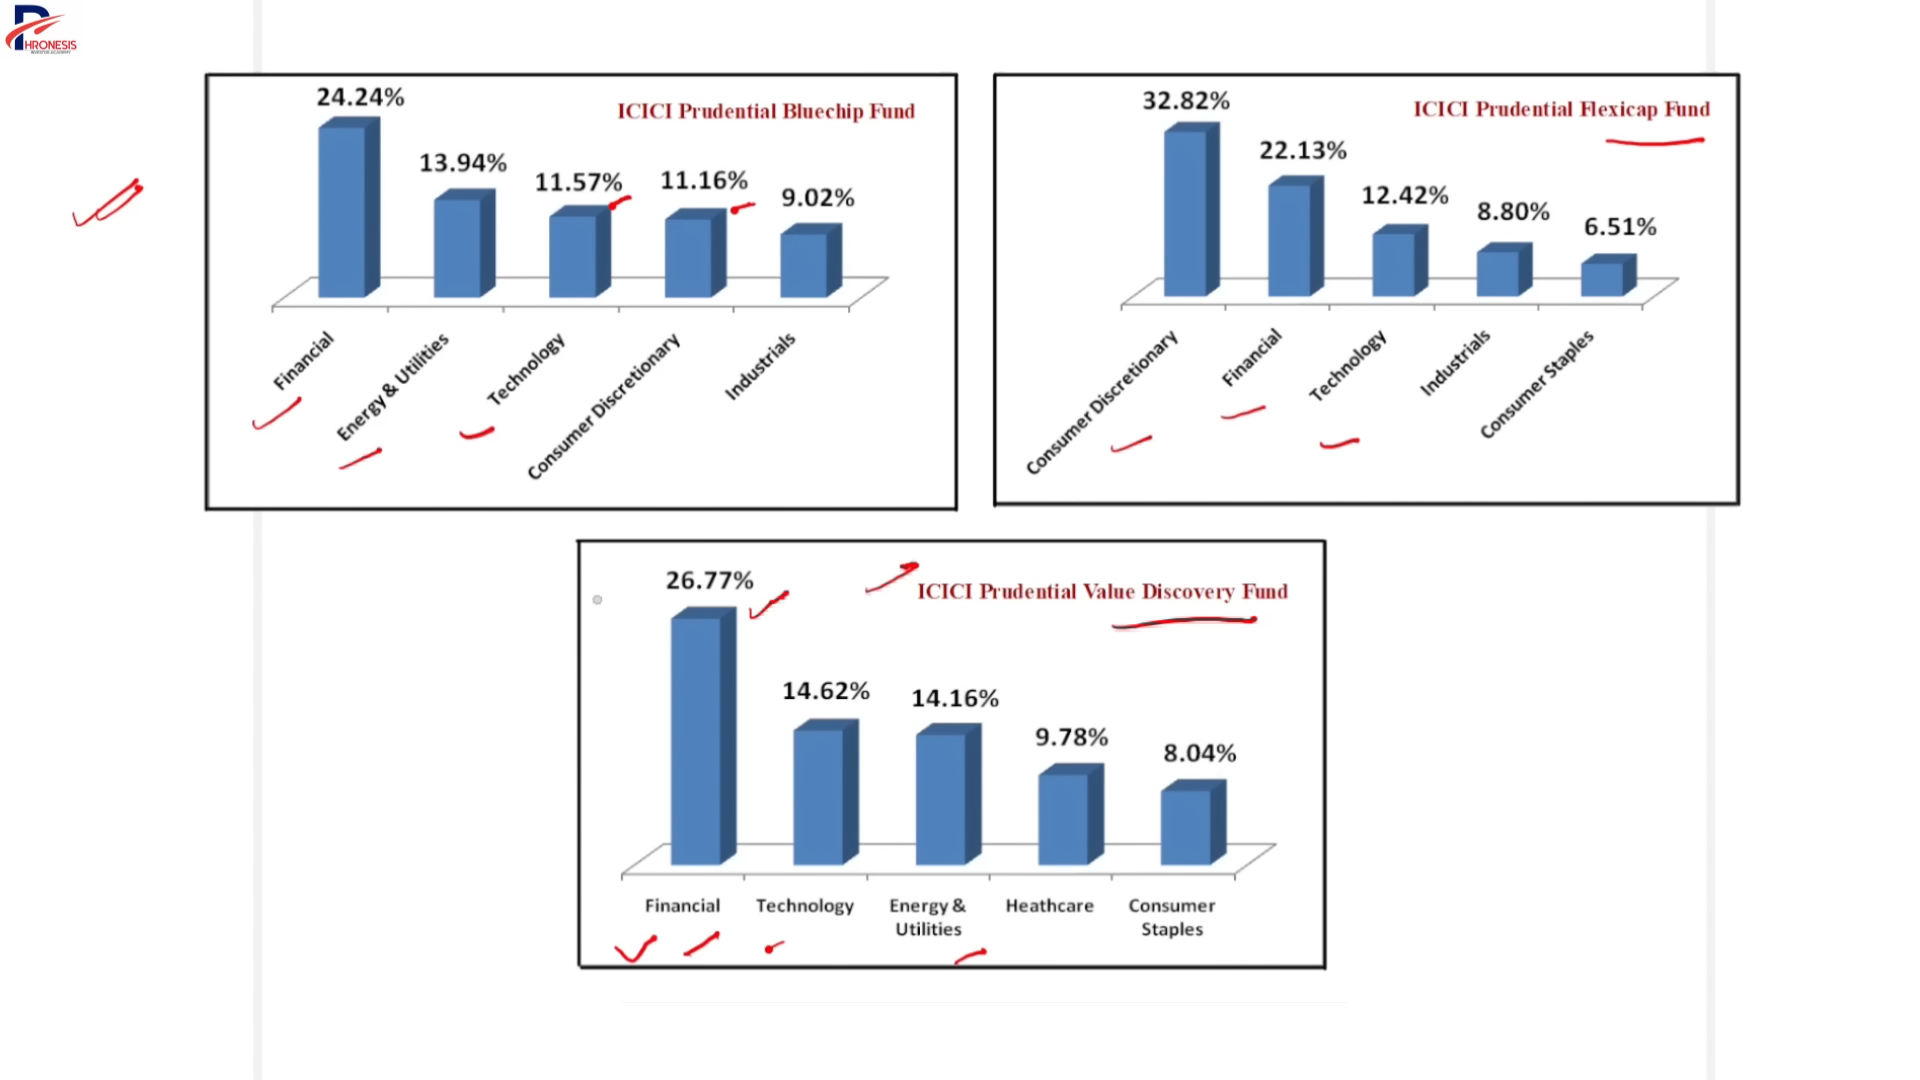 PHRONESIS
INVESTOR ACADEMY
ICICI Prudential Bluechip Fund
24.24%
13.94%
11.57%
11.16%
9.02%
Financial
Energy & Utilities
Technology
Consumer Discretionary
Industrials
ICICI Prudential Flexicap Fund
32.82%
22.13%
12.42%
8.80%
6.51%
Consumer Discretionary
Financial
Technology
Industrials
Consumer Staples
ICICI Prudential Value Discovery Fund
26.77%
14.62%
14.16%
9.78%
8.04%
Financial
Technology
Energy &
Utilities
Heathcare
Consumer
Staples